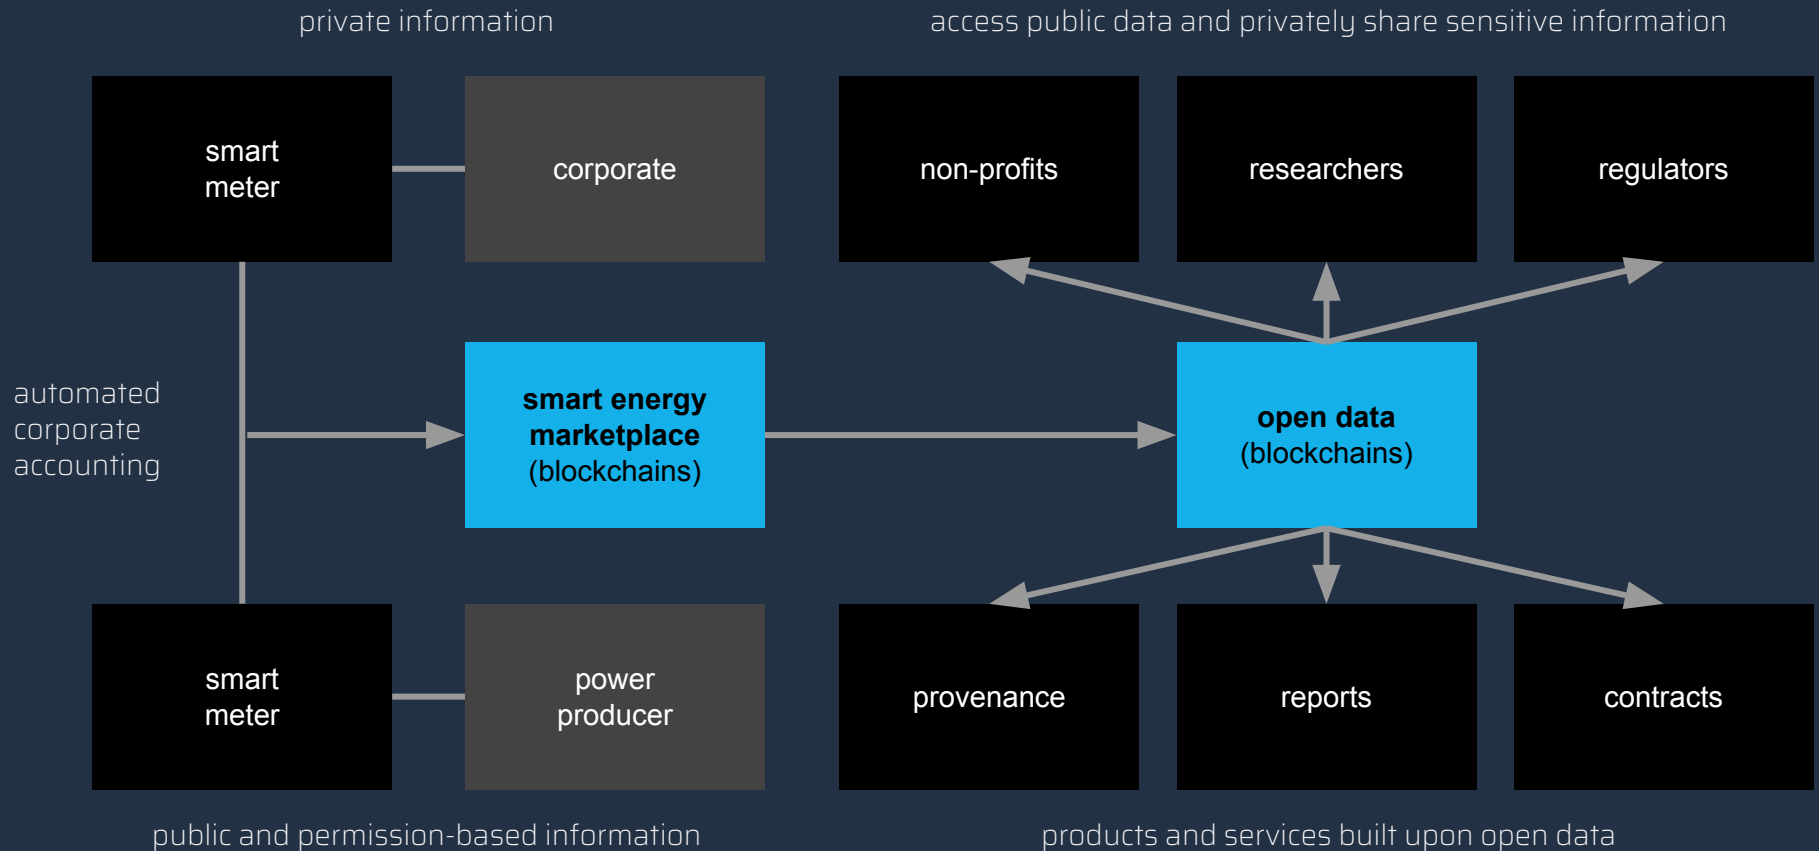 private information
access public data and privately share sensitive information
smart
meter
corporate
non-profits
researchers
regulators
automated
corporate
accounting
smart energy
marketplace
(blockchains)
open data
(blockchains)
smart
meter
power
producer
provenance
reports
contracts
public and permission-based information
products and services built upon open data